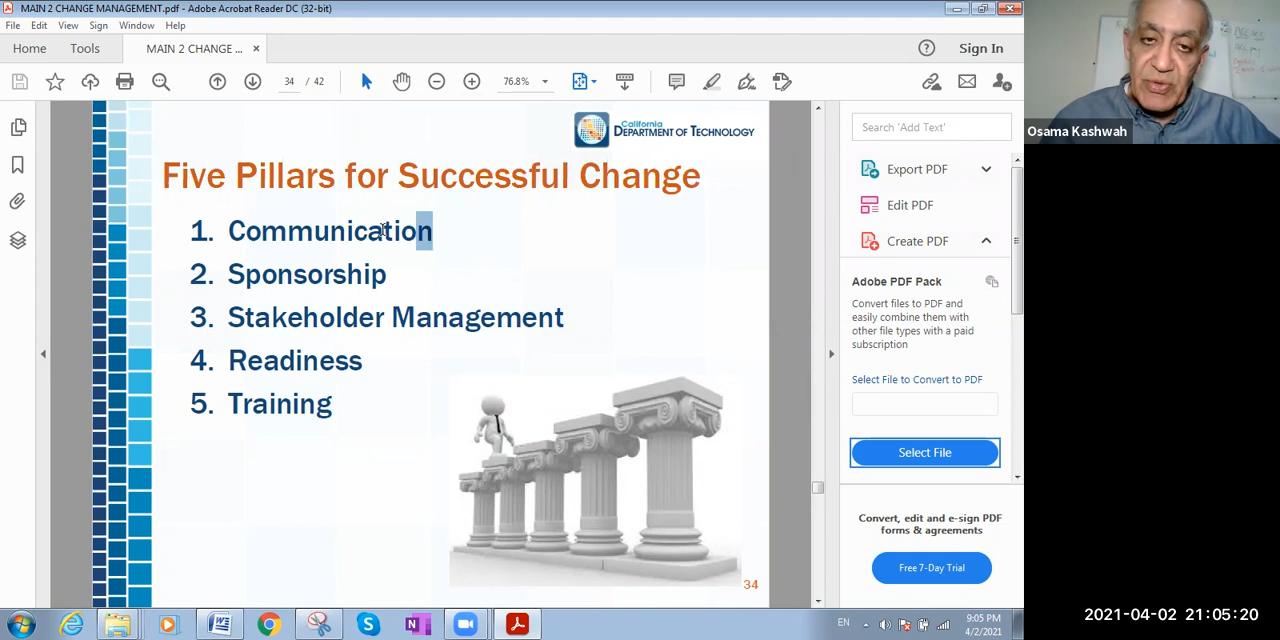 MAIN 2 CHANGE MANAGEMENT.pdf - Adobe Acrobat Reader DC (32-bit)
File Edit View Sign Window Help
Home Tools MAIN 2 CHANGE ... × Sign In
34 / 42 76.8%
California
DEPARTMENT OF TECHNOLOGY
Five Pillars for Successful Change
1. Communication
2. Sponsorship
3. Stakeholder Management
4. Readiness
5. Training
34
Search 'Add Text'
Export PDF
Edit PDF
Create PDF
Adobe PDF Pack
Convert files to PDF and
easily combine them with
other file types with a paid
subscription
Select File to Convert to PDF
Select File
Convert, edit and e-sign PDF
forms & agreements
Free 7-Day Trial
Osama Kashwah
EN 9:05 PM
4/2/2021
2021-04-02 21:05:20